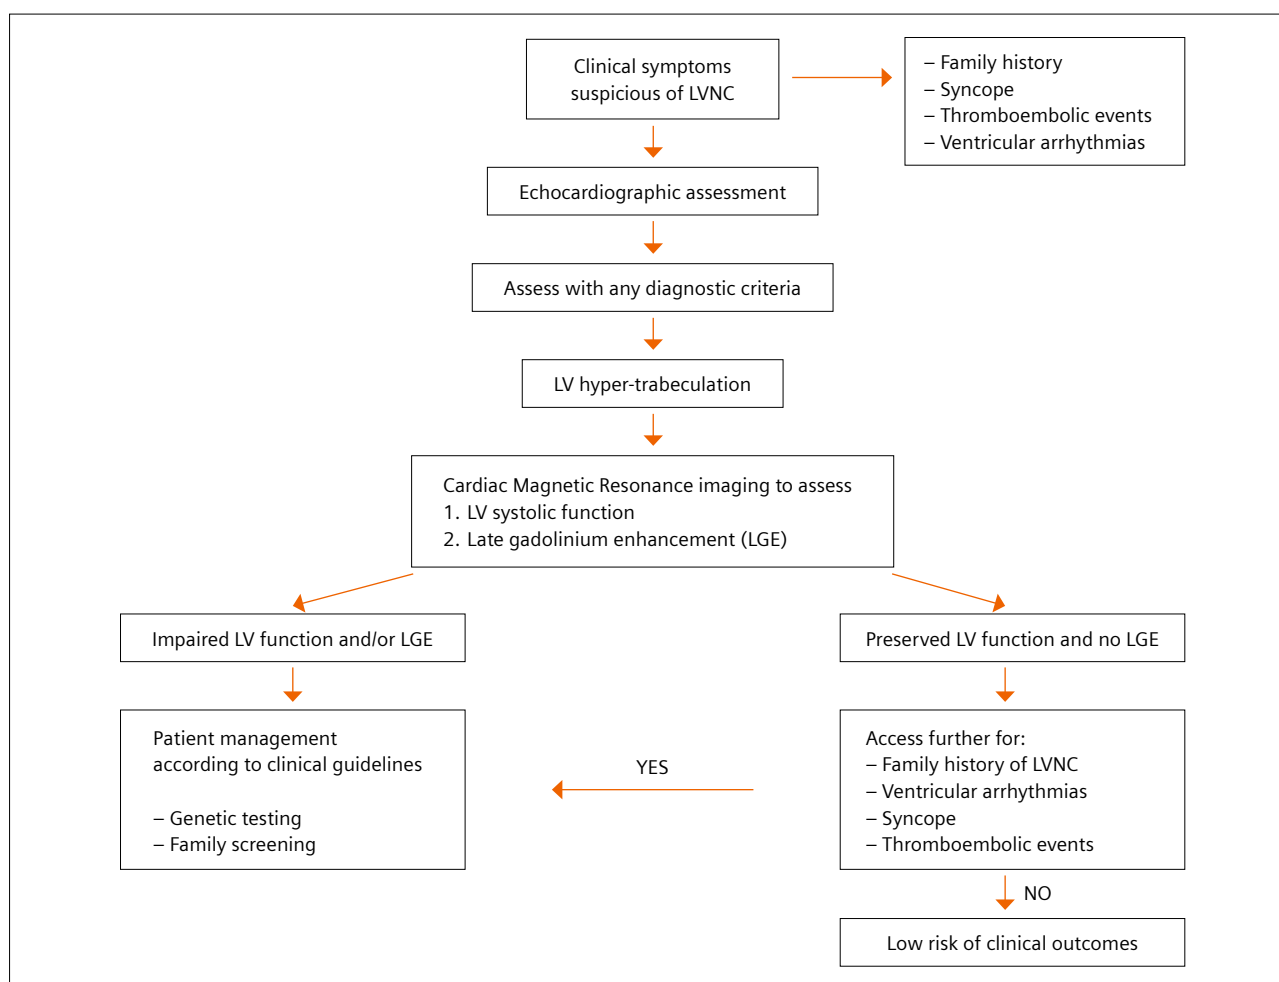 Clinical symptoms
suspicious of LVNC
– Family history
– Syncope
– Thromboembolic events
– Ventricular arrhythmias
Echocardiographic assessment
Assess with any diagnostic criteria
LV hyper-trabeculation
Cardiac Magnetic Resonance imaging to assess
1. LV systolic function
2. Late gadolinium enhancement (LGE)
Impaired LV function and/or LGE
Preserved LV function and no LGE
Patient management
according to clinical guidelines
– Genetic testing
– Family screening
YES
Access further for:
– Family history of LVNC
– Ventricular arrhythmias
– Syncope
– Thromboembolic events
NO
Low risk of clinical outcomes